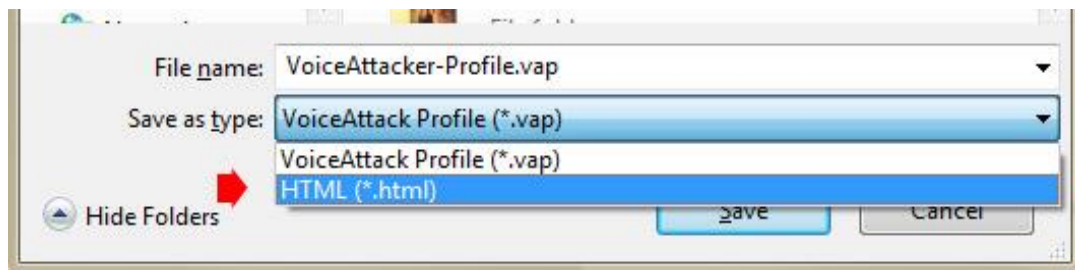 File name: VoiceAttacker-Profile.vap
Save as type: VoiceAttack Profile (*.vap)
VoiceAttack Profile (*.vap)
HTML (*.html)
Hide Folders Save Cancel